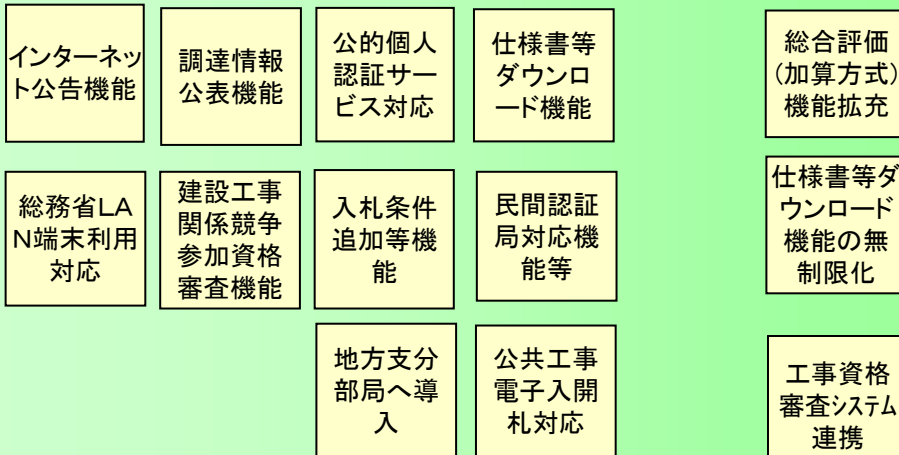 インターネッ
ト公告機能
調達情報
公表機能
公的個人
認証サー
ビス対応
仕様書等
ダウンロ
ード機能
総合評価
(加算方式)
機能拡充
総務省LA
N端末利用
対応
建設工事
関係競争
参加資格
審査機能
入札条件
追加等機
能
民間認証
局対応機
能等
仕様書等ダ
ウンロード
機能の無
制限化
地方支分
部局へ導
入
公共工事
電子入開
札対応
工事資格
審査ｼｽﾃﾑ
連携